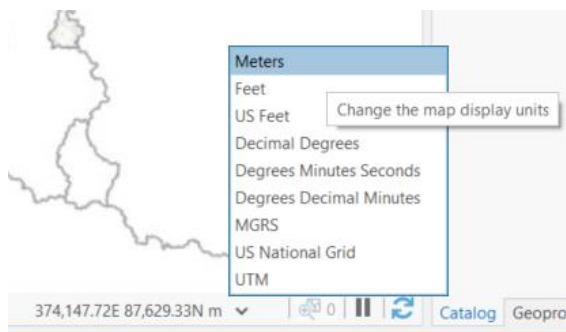 Meters
Feet
US Feet
Change the map display units
Decimal Degrees
Degrees Minutes Seconds
Degrees Decimal Minutes
MGRS
US National Grid
UTM
374,147.72E 87,629.33N m
0
Catalog Geopro